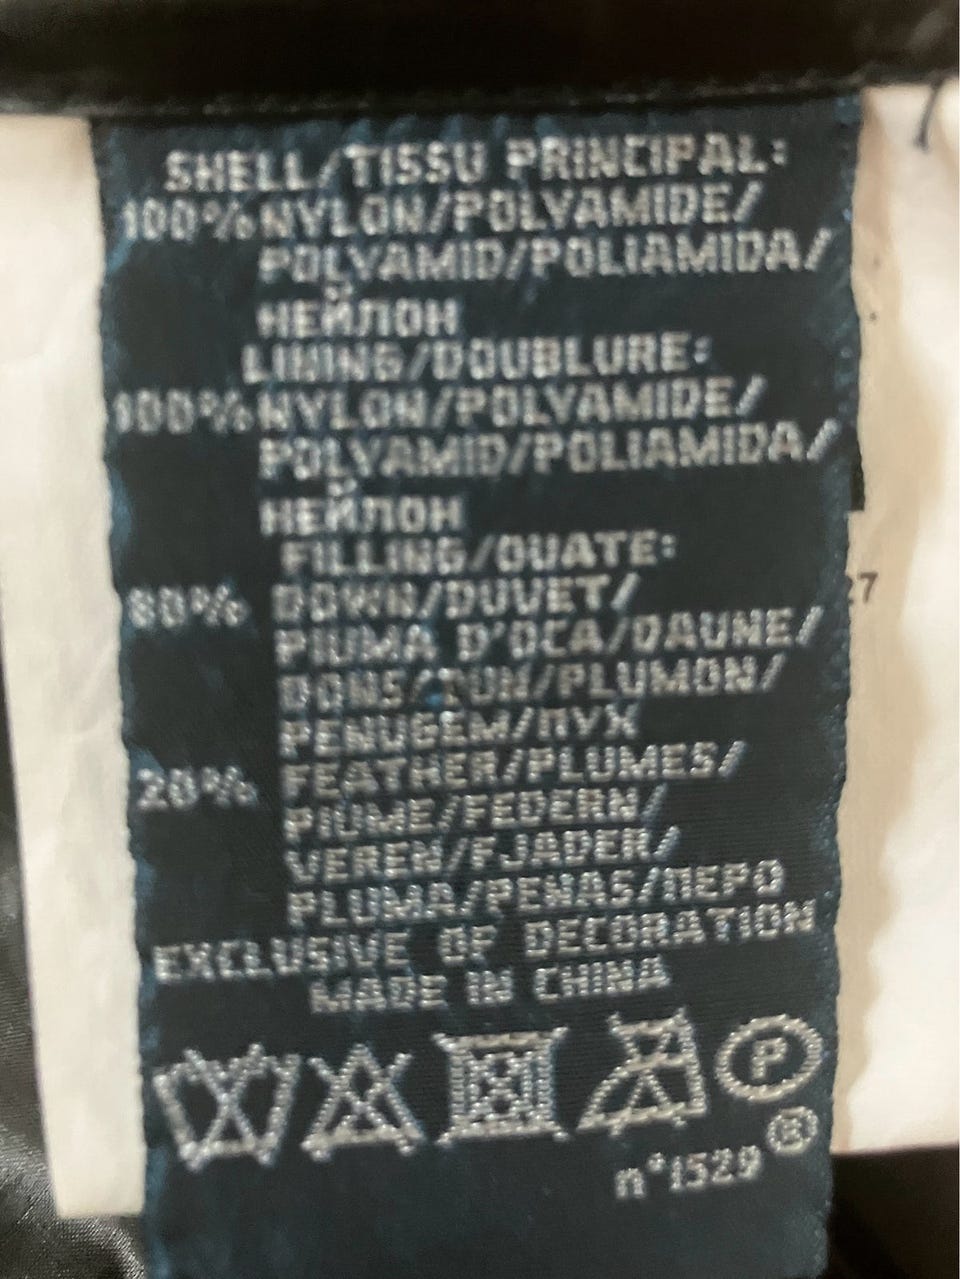 SHELL/TISSU PRINCIPAL:
100% NYLON/POLYAMIDE/
POLYAMID/POLIAMIDA/
НЕЙЛОН
LINING/DOUBLURE:
100% NYLON/POLYAMIDE/
POLYAMID/POLIAMIDA/
НЕЙЛОН
FILLING/OUATE:
80% DOWN/DUVET/
PIUMA D'OCA/DAUNE/
DONS/DUN/PLUMON/
PENUGEM/ПУХ
20% FEATHER/PLUMES/
PIUME/FEDERN/
VEREN/FJADER/
PLUMA/PENAS/ПЕРО
EXCLUSIVE OF DECORATION
MADE IN CHINA
P
n°1529 ®
7